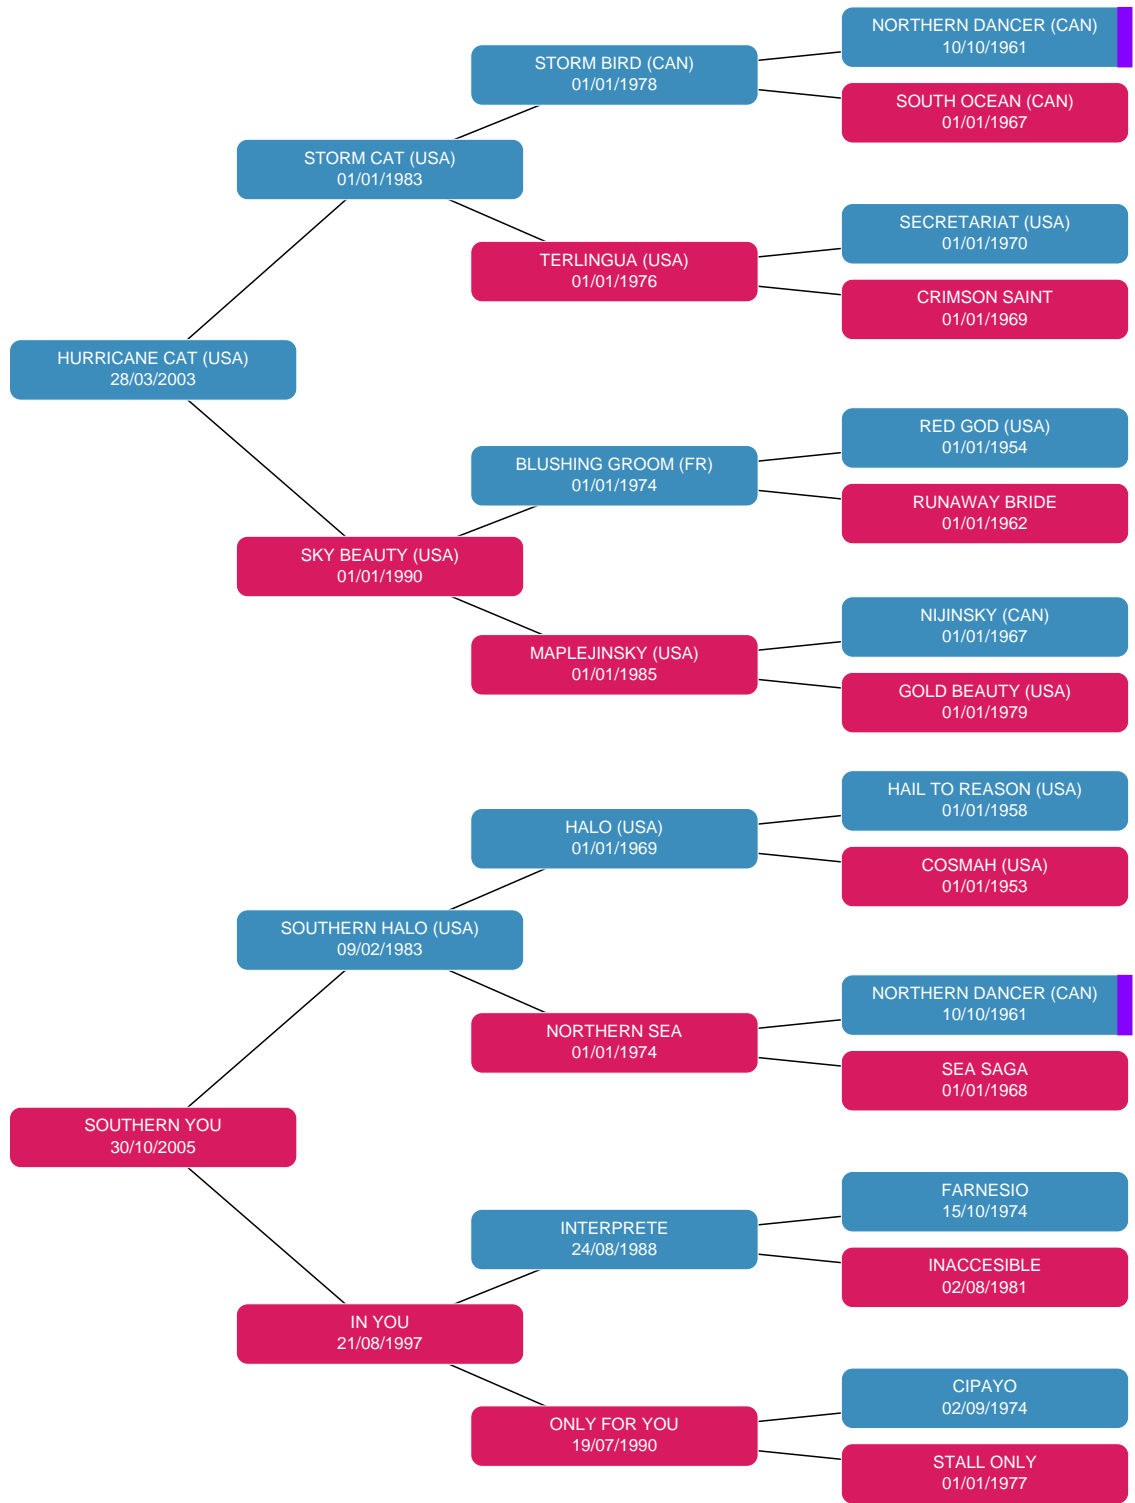 NORTHERN DANCER (CAN)
10/10/1961
STORM BIRD (CAN)
01/01/1978
SOUTH OCEAN (CAN)
01/01/1967
STORM CAT (USA)
01/01/1983
SECRETARIAT (USA)
01/01/1970
TERLINGUA (USA)
01/01/1976
CRIMSON SAINT
01/01/1969
HURRICANE CAT (USA)
28/03/2003
RED GOD (USA)
01/01/1954
BLUSHING GROOM (FR)
01/01/1974
RUNAWAY BRIDE
01/01/1962
SKY BEAUTY (USA)
01/01/1990
NIJINSKY (CAN)
01/01/1967
MAPLEJINSKY (USA)
01/01/1985
GOLD BEAUTY (USA)
01/01/1979
HAIL TO REASON (USA)
01/01/1958
HALO (USA)
01/01/1969
COSMAH (USA)
01/01/1953
SOUTHERN HALO (USA)
09/02/1983
NORTHERN DANCER (CAN)
10/10/1961
NORTHERN SEA
01/01/1974
SEA SAGA
01/01/1968
SOUTHERN YOU
30/10/2005
FARNESIO
15/10/1974
INTERPRETE
24/08/1988
INACCESIBLE
02/08/1981
IN YOU
21/08/1997
CIPAYO
02/09/1974
ONLY FOR YOU
19/07/1990
STALL ONLY
01/01/1977